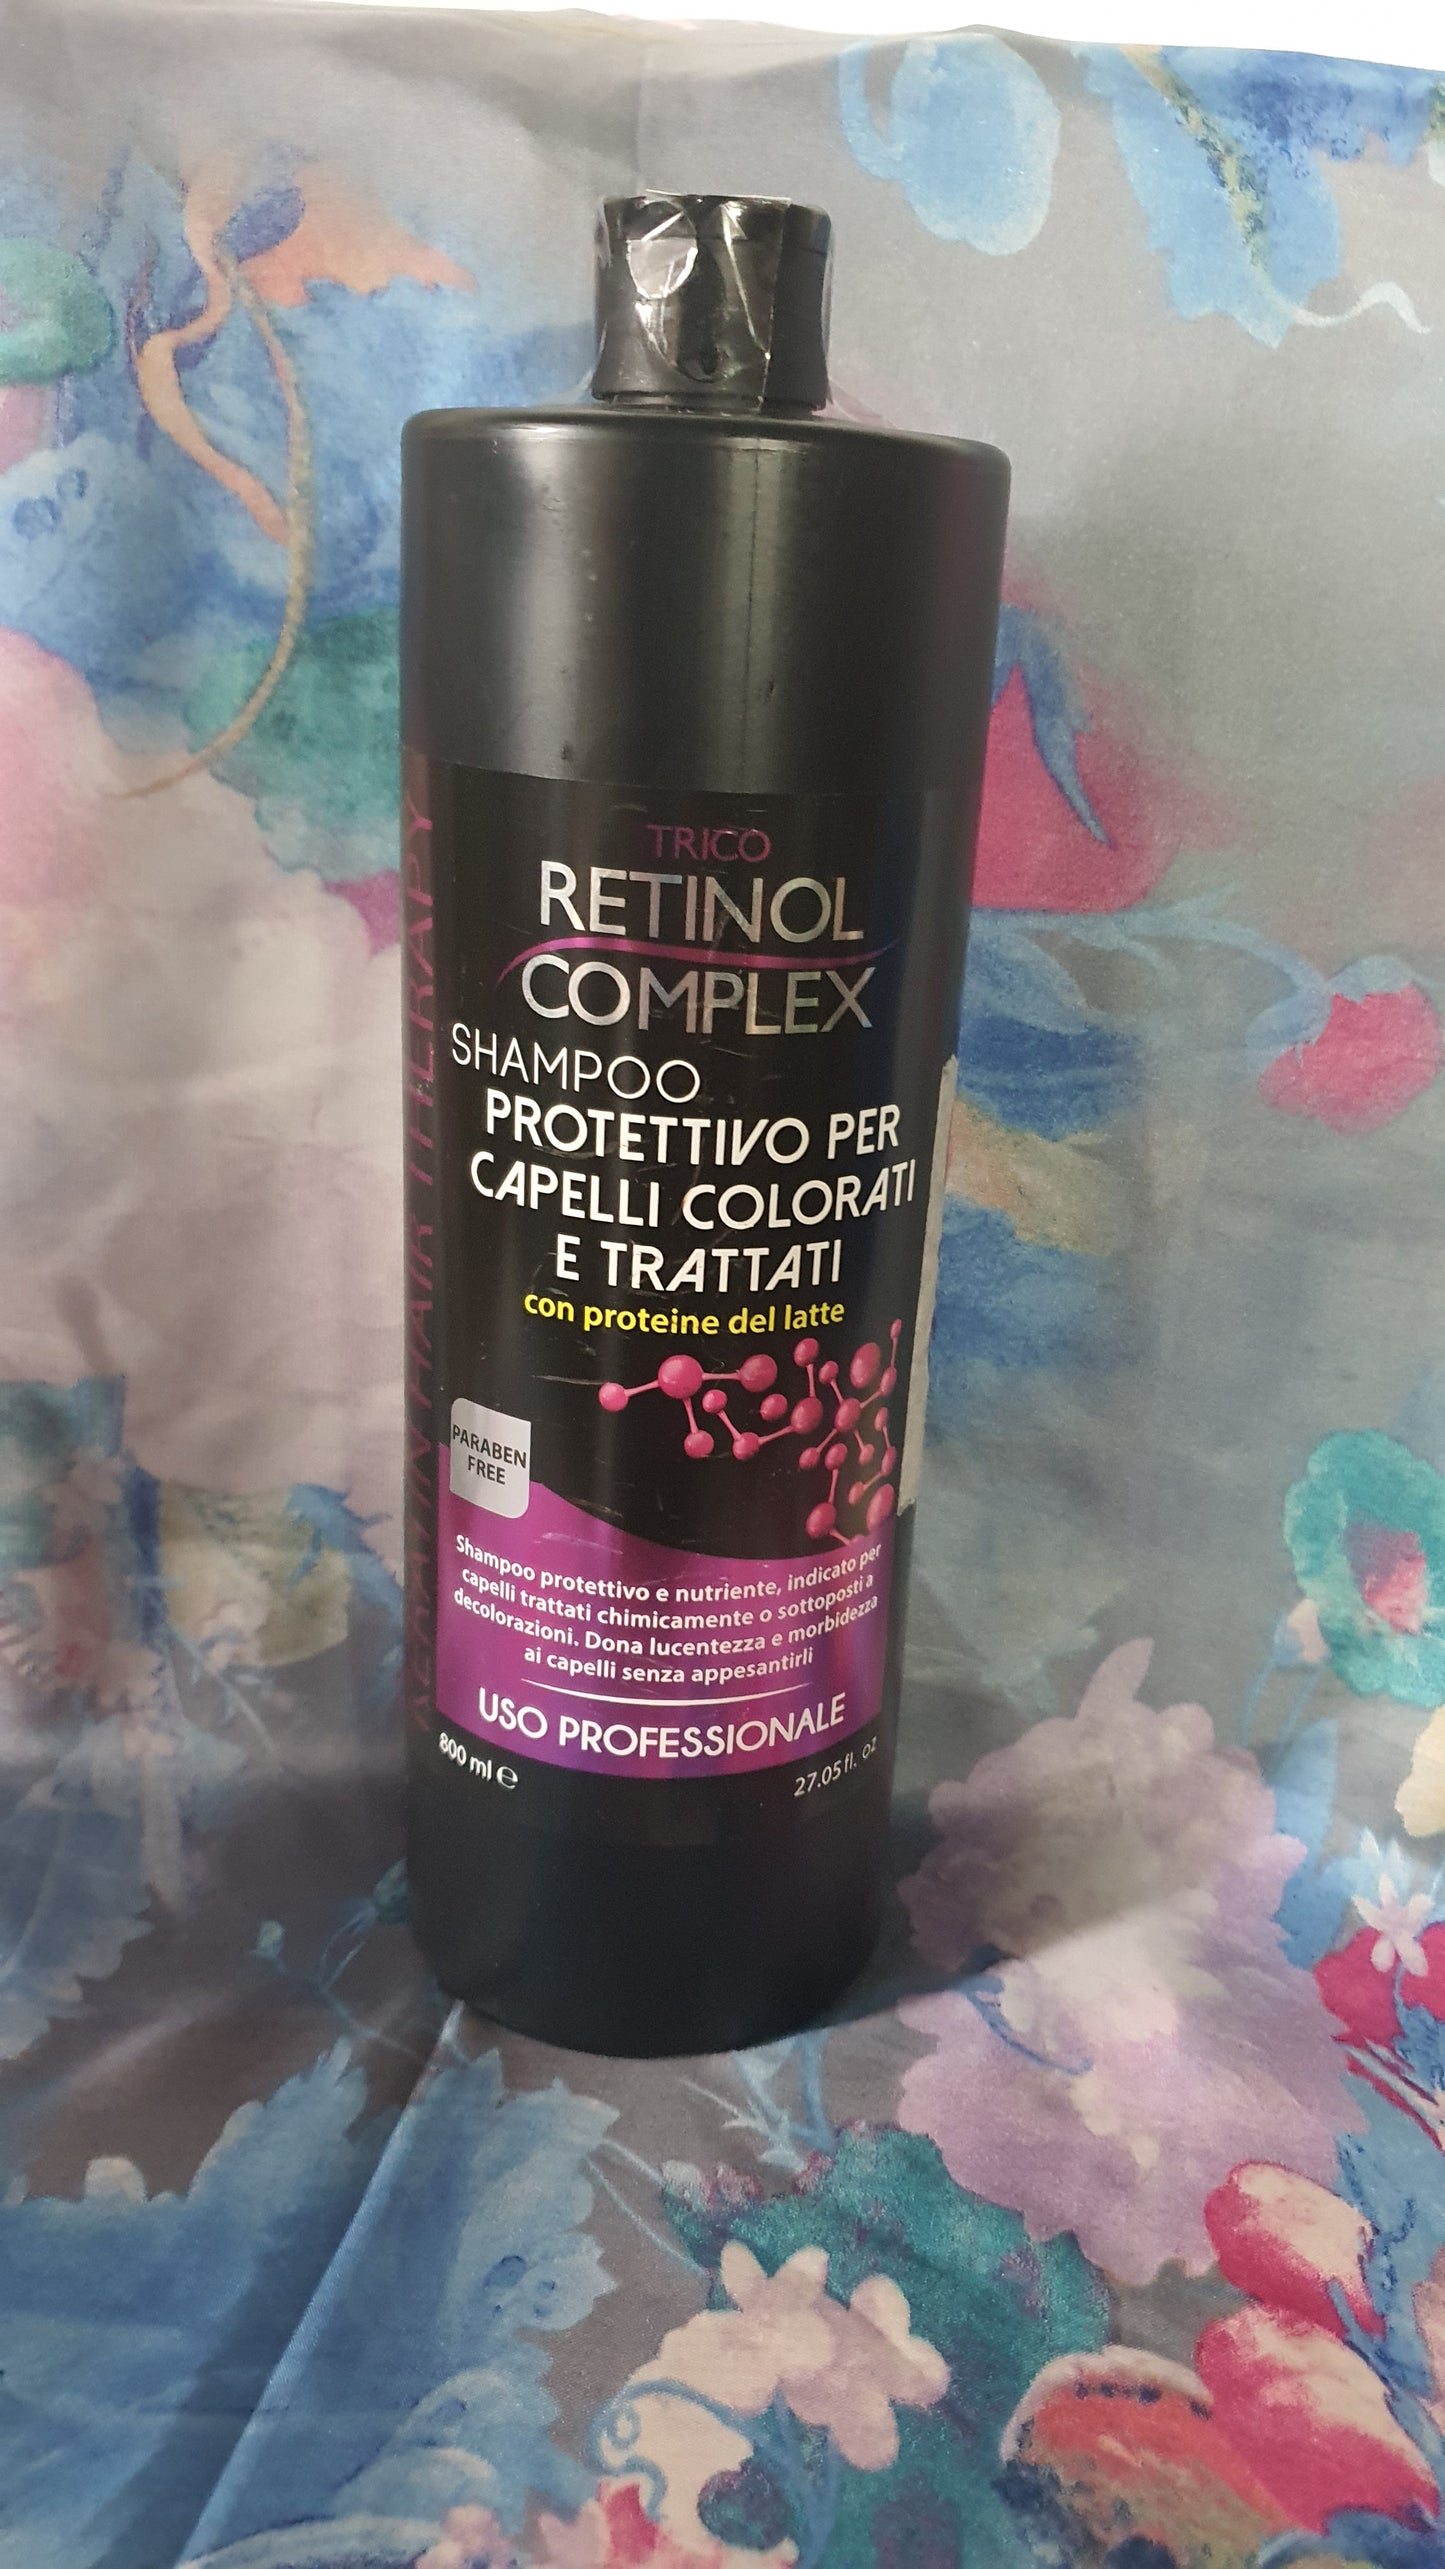 TRICO
RETINOL
COMPLEX
SHAMPOO
PROTETTIVO PER
CAPELLI COLORATI
E TRATTATI
con proteine del latte
PARABEN
FREE
Shampoo protettivo e nutriente, indicato per
capelli trattati chimicamente o sottoposti a
decolorazioni. Dona lucentezza e morbidezza
ai capelli senza appesantirli
USO PROFESSIONALE
800 ml ℮
27.05 fl. oz
HAIR THERAPY